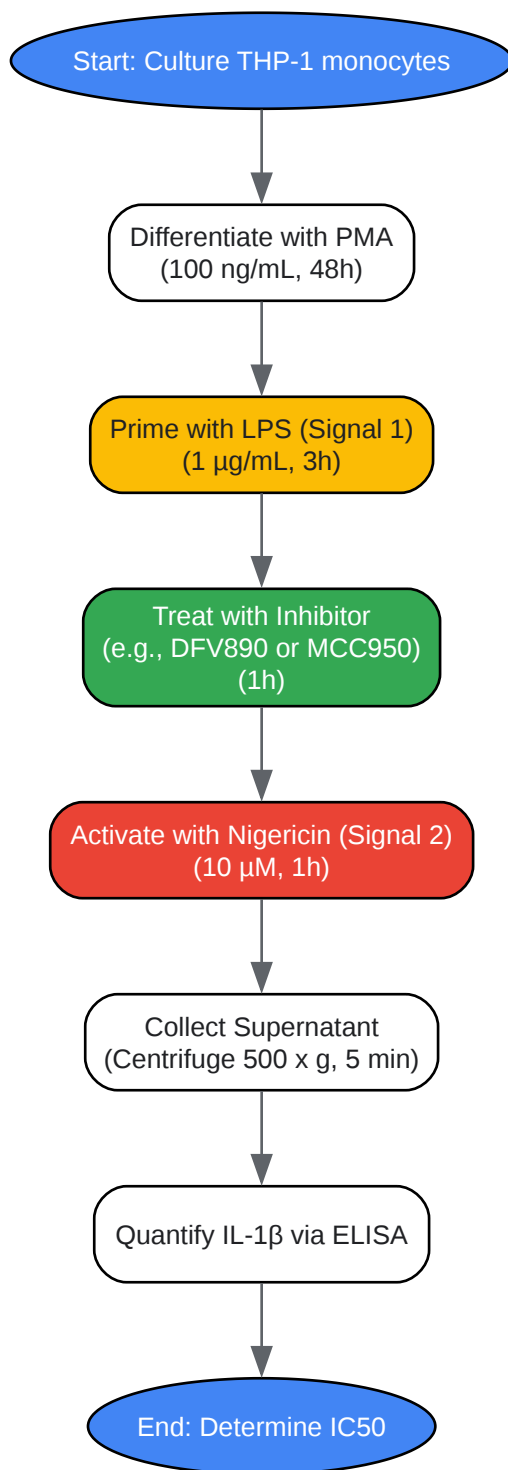 Start: Culture THP-1 monocytes
Differentiate with PMA
(100 ng/mL, 48h)
Prime with LPS (Signal 1)
(1 µg/mL, 3h)
Treat with Inhibitor
(e.g., DFV890 or MCC950)
(1h)
Activate with Nigericin (Signal 2)
(10 µM, 1h)
Collect Supernatant
(Centrifuge 500 x g, 5 min)
Quantify IL-1β via ELISA
End: Determine IC50